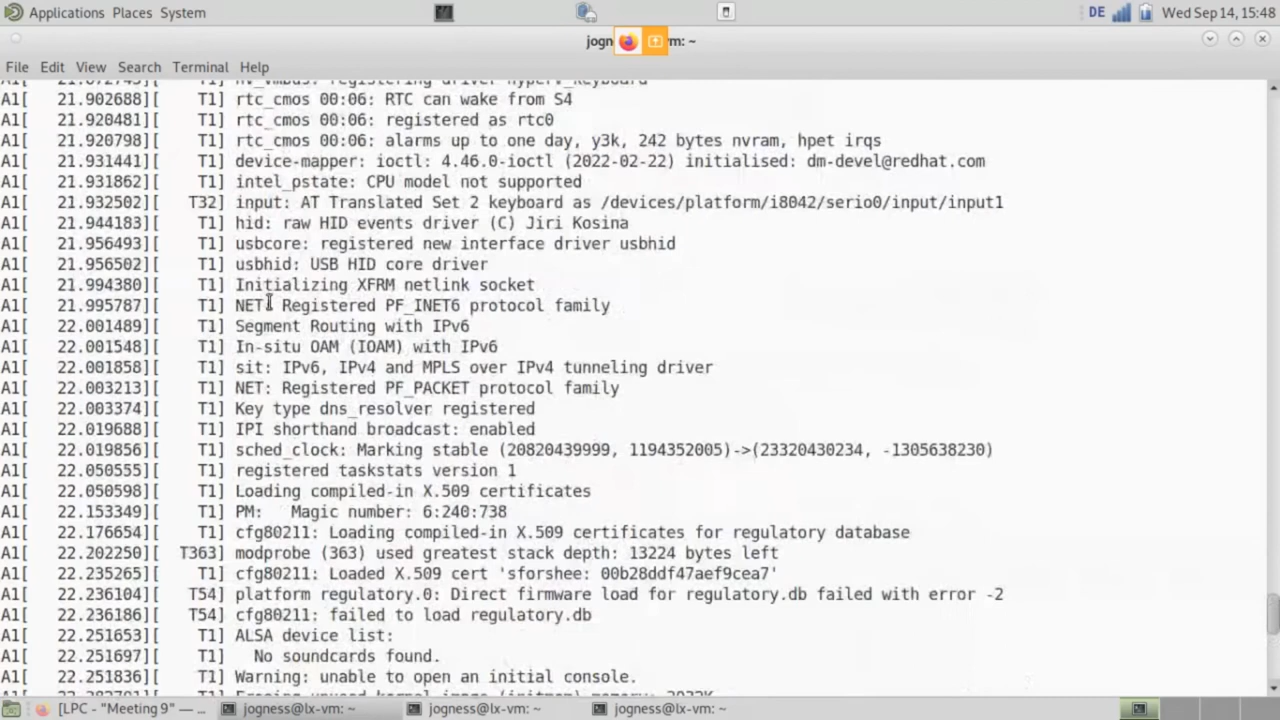 Applications Places System
DE Wed Sep 14, 15:48
jogn rm: ~
File Edit View Search Terminal Help
A1[ 21.902688][ T1] rtc_cmos 00:06: RTC can wake from S4
A1[ 21.920481][ T1] rtc_cmos 00:06: registered as rtc0
A1[ 21.920798][ T1] rtc_cmos 00:06: alarms up to one day, y3k, 242 bytes nvram, hpet irqs
A1[ 21.931441][ T1] device-mapper: ioctl: 4.46.0-ioctl (2022-02-22) initialised: dm-devel@redhat.com
A1[ 21.931862][ T1] intel_pstate: CPU model not supported
A1[ 21.932502][ T32] input: AT Translated Set 2 keyboard as /devices/platform/i8042/serio0/input/input1
A1[ 21.944183][ T1] hid: raw HID events driver (C) Jiri Kosina
A1[ 21.956493][ T1] usbcore: registered new interface driver usbhid
A1[ 21.956502][ T1] usbhid: USB HID core driver
A1[ 21.994380][ T1] Initializing XFRM netlink socket
A1[ 21.995787][ T1] NET: Registered PF_INET6 protocol family
A1[ 22.001489][ T1] Segment Routing with IPv6
A1[ 22.001548][ T1] In-situ OAM (IOAM) with IPv6
A1[ 22.001858][ T1] sit: IPv6, IPv4 and MPLS over IPv4 tunneling driver
A1[ 22.003213][ T1] NET: Registered PF_PACKET protocol family
A1[ 22.003374][ T1] Key type dns_resolver registered
A1[ 22.019688][ T1] IPI shorthand broadcast: enabled
A1[ 22.019856][ T1] sched_clock: Marking stable (20820439999, 1194352005)->(23320430234, -1305638230)
A1[ 22.050555][ T1] registered taskstats version 1
A1[ 22.050598][ T1] Loading compiled-in X.509 certificates
A1[ 22.153349][ T1] PM: Magic number: 6:240:738
A1[ 22.176654][ T1] cfg80211: Loading compiled-in X.509 certificates for regulatory database
A1[ 22.202250][ T363] modprobe (363) used greatest stack depth: 13224 bytes left
A1[ 22.235265][ T1] cfg80211: Loaded X.509 cert 'sforshee: 00b28ddf47aef9cea7'
A1[ 22.236104][ T54] platform regulatory.0: Direct firmware load for regulatory.db failed with error -2
A1[ 22.236186][ T54] cfg80211: failed to load regulatory.db
A1[ 22.251653][ T1] ALSA device list:
A1[ 22.251697][ T1] No soundcards found.
A1[ 22.251836][ T1] Warning: unable to open an initial console.
[LPC - "Meeting 9" — ... jogness@lx-vm: ~ jogness@lx-vm: ~ jogness@lx-vm: ~